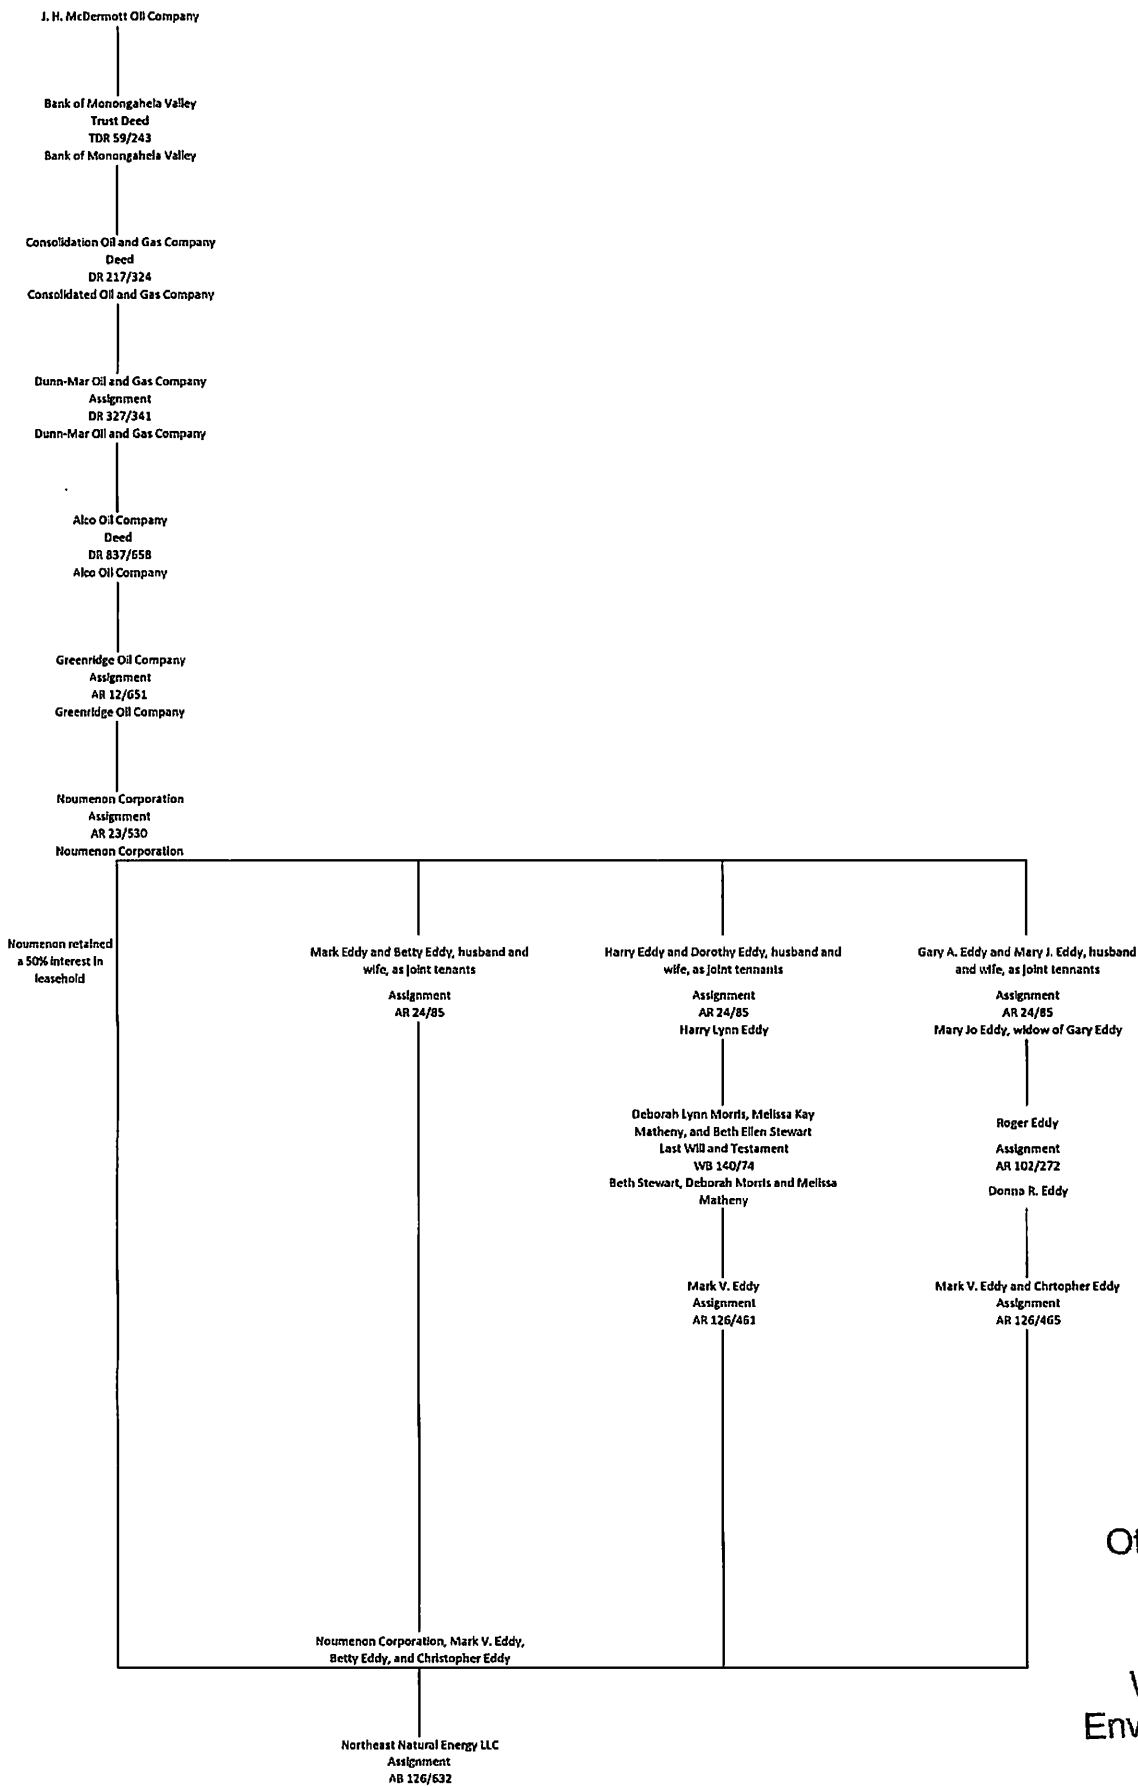 J. H. McDermott Oil Company
Bank of Monongahela Valley
Trust Deed
TDR 59/243
Bank of Monongahela Valley
Consolidation Oil and Gas Company
Deed
DR 217/324
Consolidated Oil and Gas Company
Dunn-Mar Oil and Gas Company
Assignment
DR 327/341
Dunn-Mar Oil and Gas Company
Alco Oil Company
Deed
DR 837/658
Alco Oil Company
Greenridge Oil Company
Assignment
AR 12/651
Greenridge Oil Company
Noumenon Corporation
Assignment
AR 23/530
Noumenon Corporation
Noumenon retained
a 50% interest in
leasehold
Mark Eddy and Betty Eddy, husband and
wife, as joint tenants
Assignment
AR 24/85
Harry Eddy and Dorothy Eddy, husband and
wife, as joint tennants
Assignment
AR 24/85
Harry Lynn Eddy
Deborah Lynn Morris, Melissa Kay
Matheny, and Beth Ellen Stewart
Last Will and Testament
WB 140/74
Beth Stewart, Deborah Morris and Melissa
Matheny
Mark V. Eddy
Assignment
AR 126/461
Gary A. Eddy and Mary J. Eddy, husband
and wife, as joint tennants
Assignment
AR 24/85
Mary Jo Eddy, widow of Gary Eddy
Roger Eddy
Assignment
AR 102/272
Donna R. Eddy
Mark V. Eddy and Chrtopher Eddy
Assignment
AR 126/465
Noumenon Corporation, Mark V. Eddy,
Betty Eddy, and Christopher Eddy
Northeast Natural Energy LLC
Assignment
AB 126/632